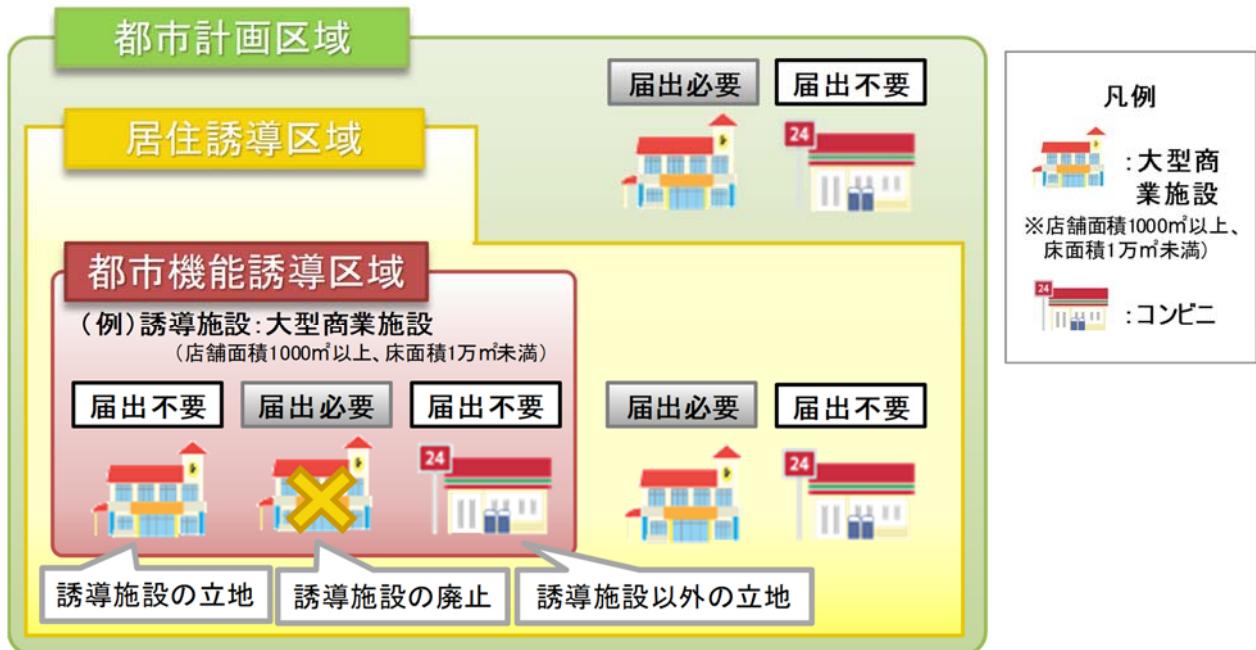 都市計画区域
届出必要
届出不要
居住誘導区域
都市機能誘導区域
(例)誘導施設:大型商業施設
(店舗面積1000㎡以上、床面積1万㎡未満)
届出不要
届出必要
届出不要
届出必要
届出不要
24
24
24
誘導施設の立地
誘導施設の廃止
誘導施設以外の立地
凡例
:大型商
業施設
※店舗面積1000㎡以上、
床面積1万㎡未満)
24
:コンビニ